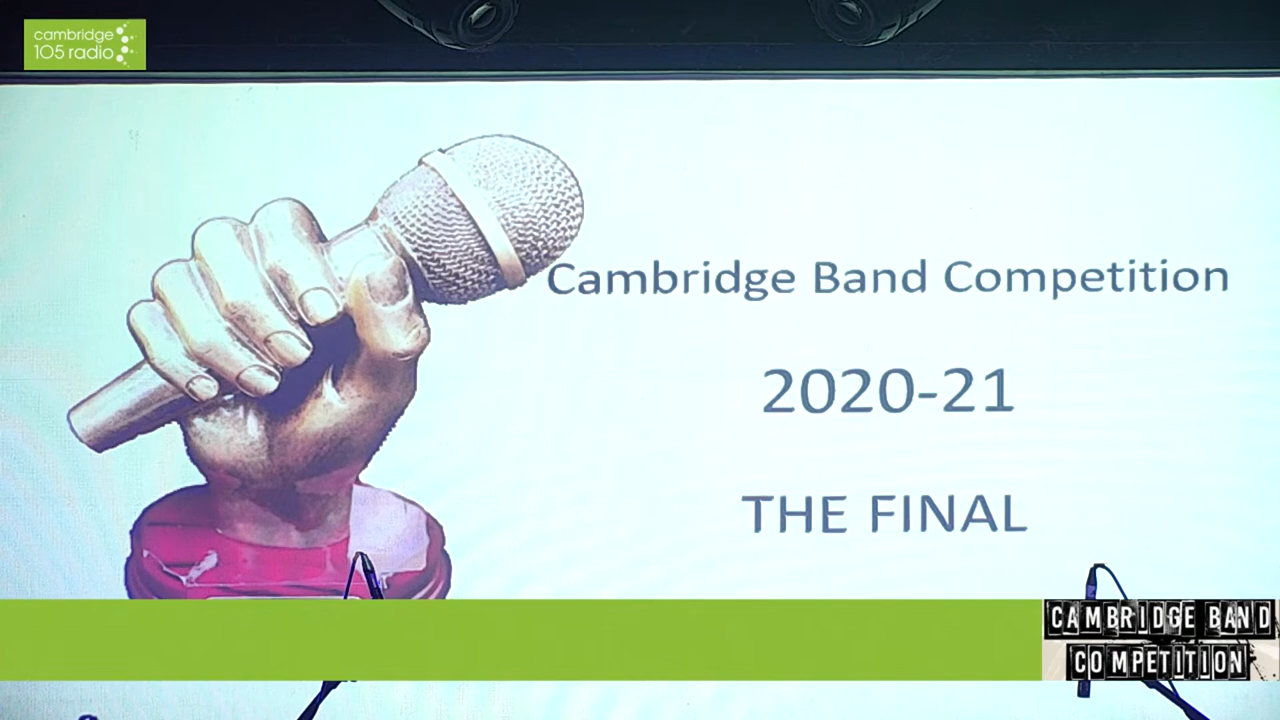 cambridge
105 radio
Cambridge Band Competition
2020-21
THE FINAL
CAMBRIDGE BAND
COMPETITION